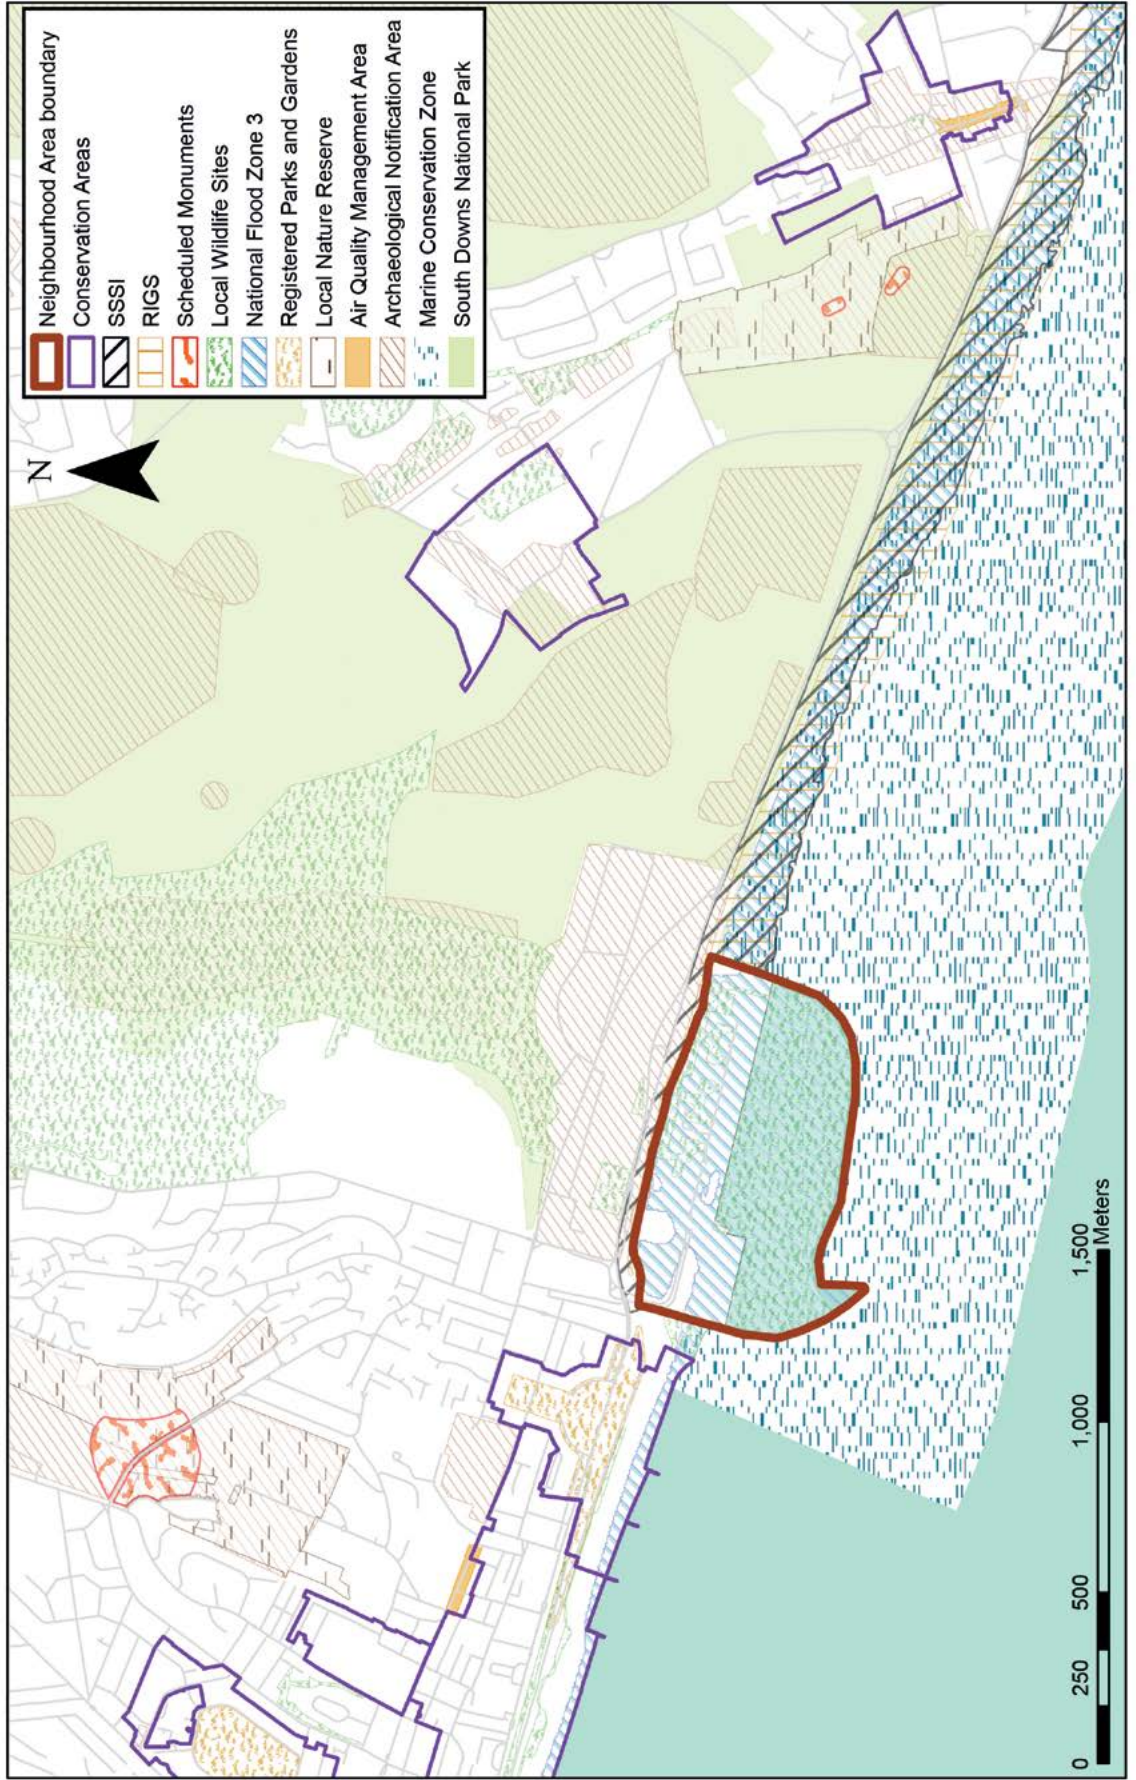 Neighbourhood Area boundary
Conservation Areas
SSSI
RIGS
Scheduled Monuments
Local Wildlife Sites
National Flood Zone 3
Registered Parks and Gardens
Local Nature Reserve
Air Quality Management Area
Archaeological Notification Area
Marine Conservation Zone
South Downs National Park
N
0 250 500 1,000 1,500
Meters